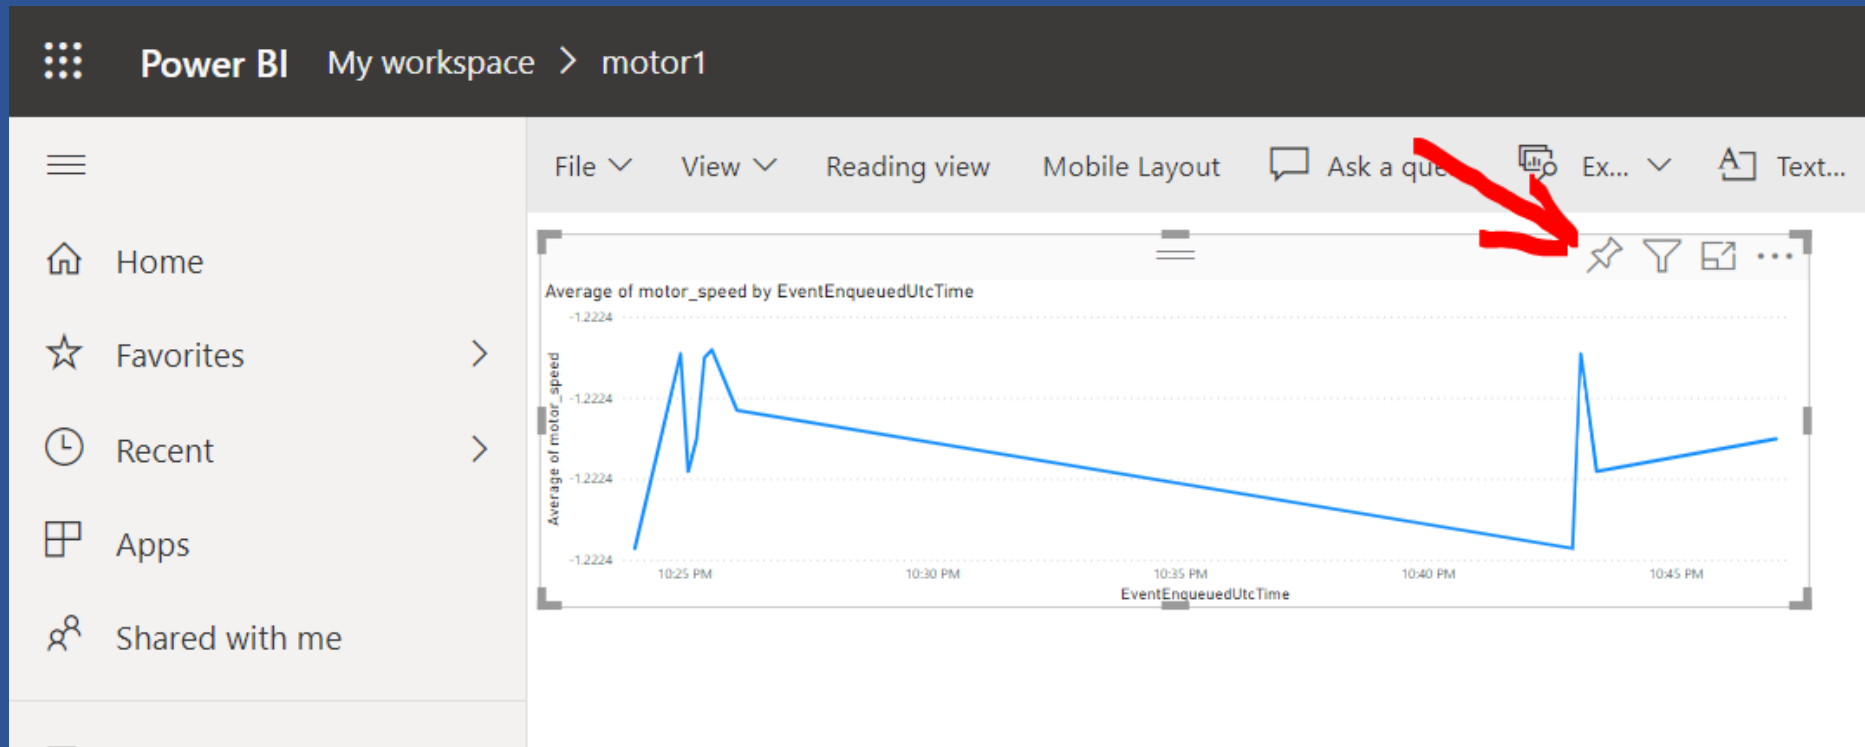 Power BI My workspace > motor1
File View Reading view Mobile Layout Ask a que Ex... Text...
Home
Favorites
Recent
Apps
Shared with me
Average of motor_speed by EventEnqueuedUtcTime
-1.2224
-1.2224
-1.2224
-1.2224
Average of motor_speed
10:25 PM 10:30 PM 10:35 PM 10:40 PM 10:45 PM
EventEnqueuedUtcTime